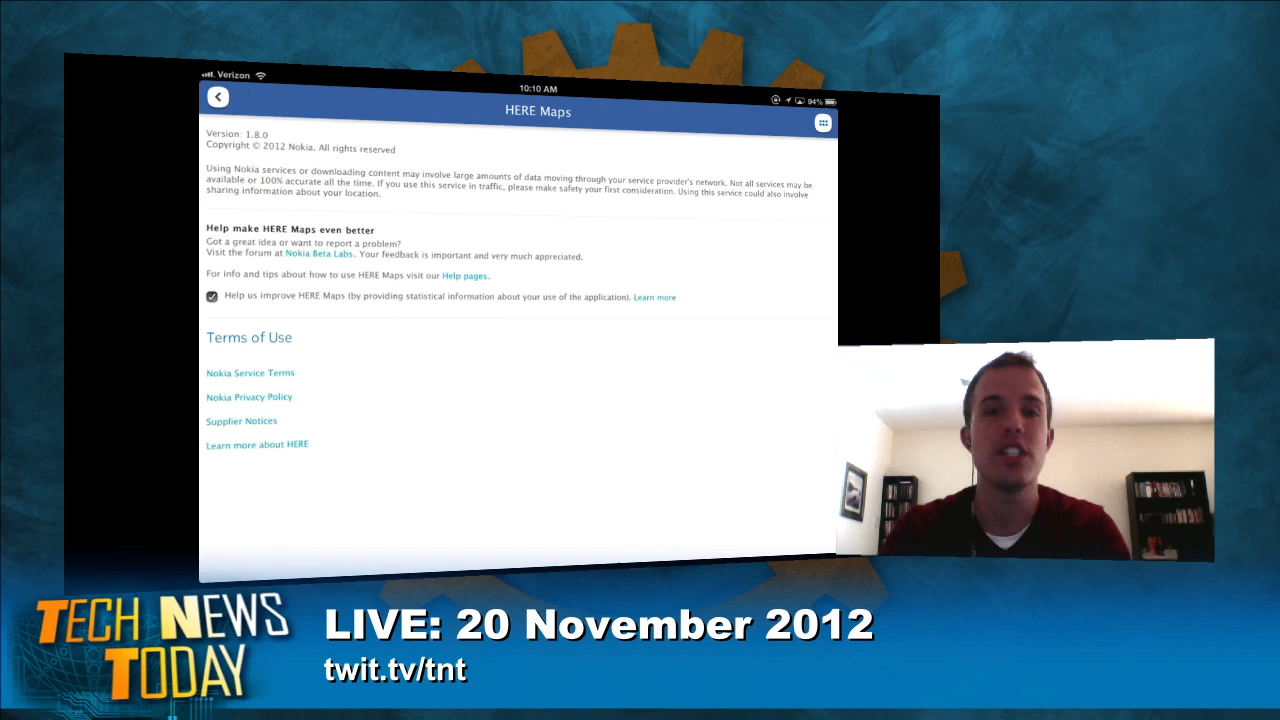 Verizon
10:10 AM
94%
HERE Maps
Version: 1.8.0
Copyright © 2012 Nokia. All rights reserved
Using Nokia services or downloading content may involve large amounts of data moving through your service provider's network. Not all services may be
available or 100% accurate all the time. If you use this service in traffic, please make safety your first consideration. Using this service could also involve
sharing information about your location.
Help make HERE Maps even better
Got a great idea or want to report a problem?
Visit the forum at Nokia Beta Labs. Your feedback is important and very much appreciated.
For info and tips about how to use HERE Maps visit our Help pages.
Help us improve HERE Maps (by providing statistical information about your use of the application). Learn more
Terms of Use
Nokia Service Terms
Nokia Privacy Policy
Supplier Notices
Learn more about HERE
TECH NEWS
TODAY
LIVE: 20 November 2012
twit.tv/tnt